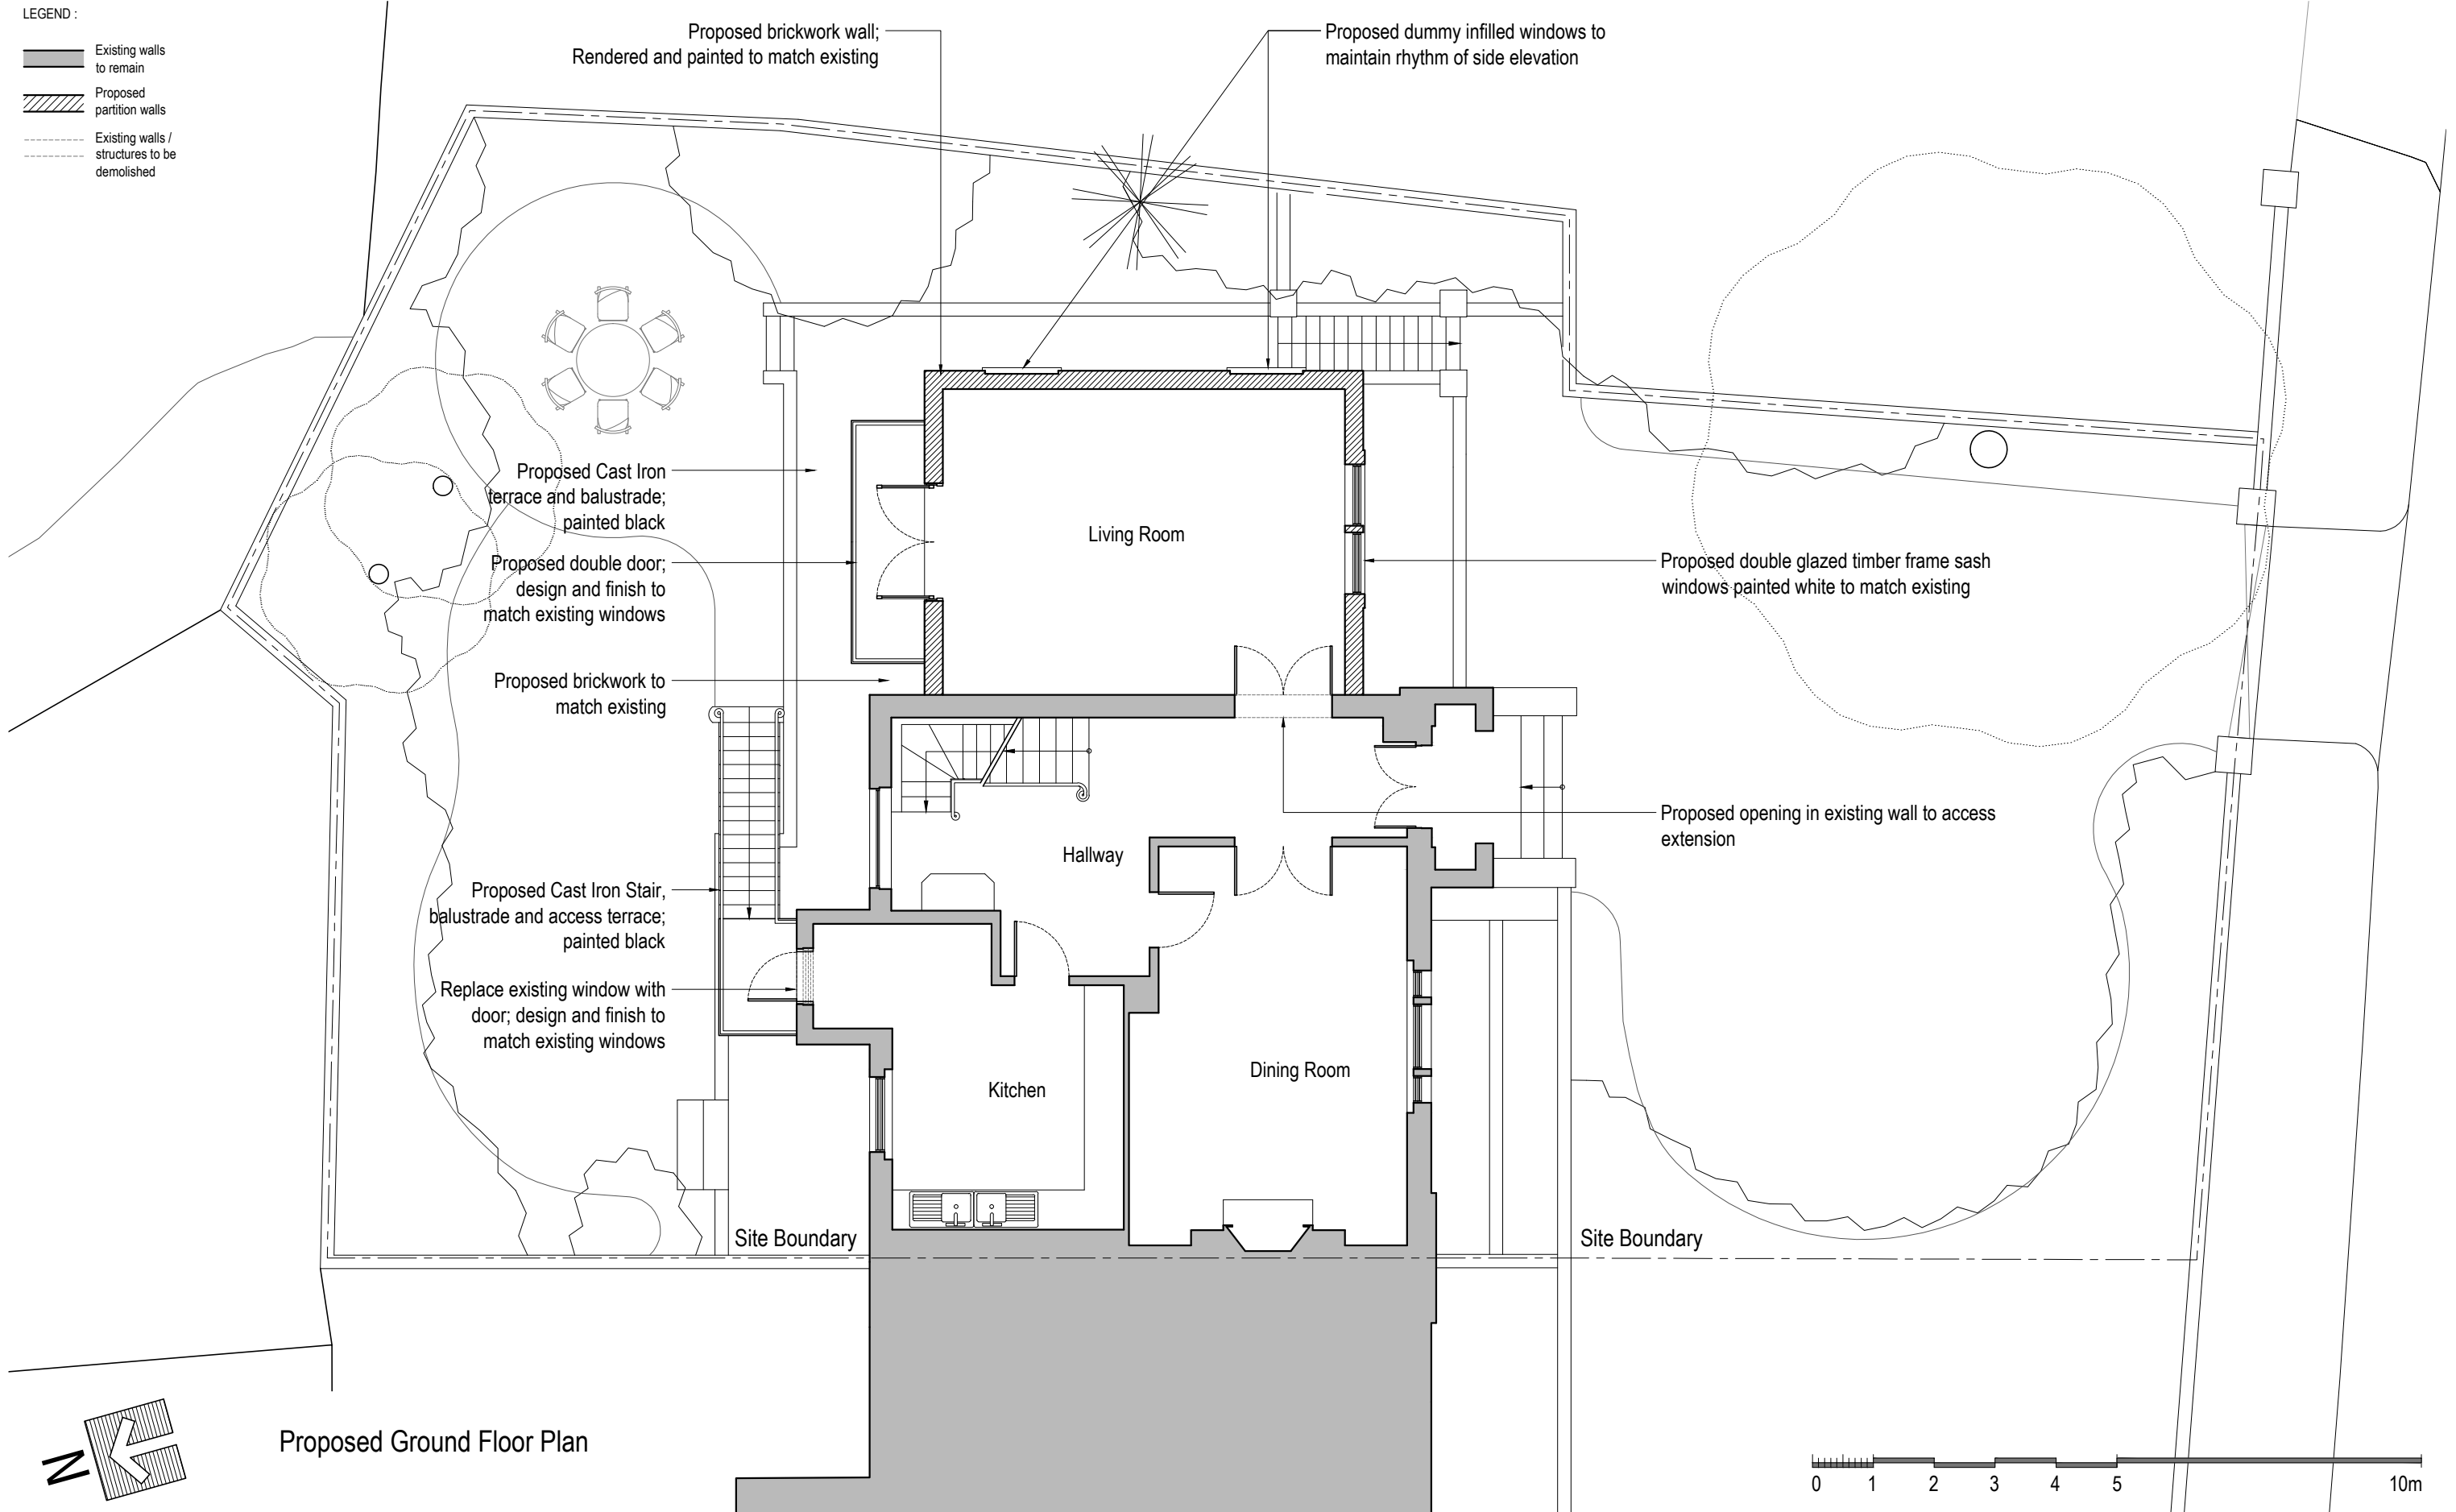 LEGEND :
Existing walls
to remain
Proposed
partition walls
Existing walls /
structures to be
demolished
Proposed brickwork wall;
Rendered and painted to match existing
Proposed dummy infilled windows to
maintain rhythm of side elevation
Proposed Cast Iron
terrace and balustrade;
painted black
Living Room
Proposed double door;
design and finish to
match existing windows
Proposed double glazed timber frame sash
windows painted white to match existing
Proposed brickwork to
match existing
Proposed opening in existing wall to access
extension
Hallway
Proposed Cast Iron Stair,
balustrade and access terrace;
painted black
Replace existing window with
door; design and finish to
match existing windows
Kitchen
Dining Room
Site Boundary
Site Boundary
N
Proposed Ground Floor Plan
0 1 2 3 4 5 10m